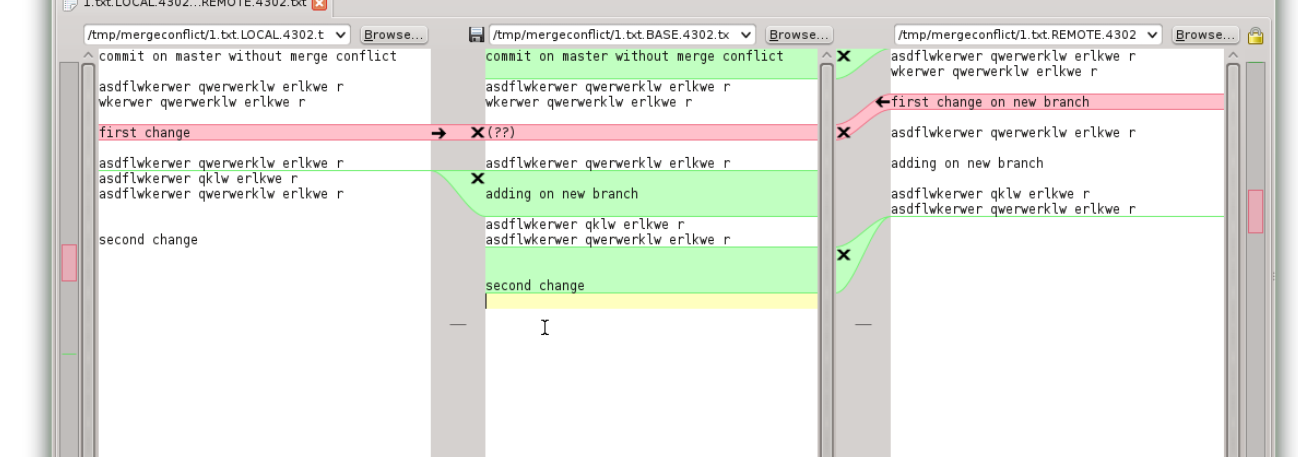 1.txt.LOCAL.4302...REMOTE.4302.txt
/tmp/mergeconflict/1.txt.LOCAL.4302.t Browse...
/tmp/mergeconflict/1.txt.BASE.4302.tx Browse...
/tmp/mergeconflict/1.txt.REMOTE.4302 Browse...
commit on master without merge conflict
asdflwkerwer qwerwerklw erlkwe r
wkerwer qwerwerklw erlkwe r
first change
asdflwkerwer qwerwerklw erlkwe r
asdflwkerwer qklw erlkwe r
asdflwkerwer qwerwerklw erlkwe r
second change
commit on master without merge conflict
asdflwkerwer qwerwerklw erlkwe r
wkerwer qwerwerklw erlkwe r
(??)
asdflwkerwer qwerwerklw erlkwe r
adding on new branch
asdflwkerwer qklw erlkwe r
asdflwkerwer qwerwerklw erlkwe r
second change
asdflwkerwer qwerwerklw erlkwe r
wkerwer qwerwerklw erlkwe r
first change on new branch
asdflwkerwer qwerwerklw erlkwe r
adding on new branch
asdflwkerwer qklw erlkwe r
asdflwkerwer qwerwerklw erlkwe r